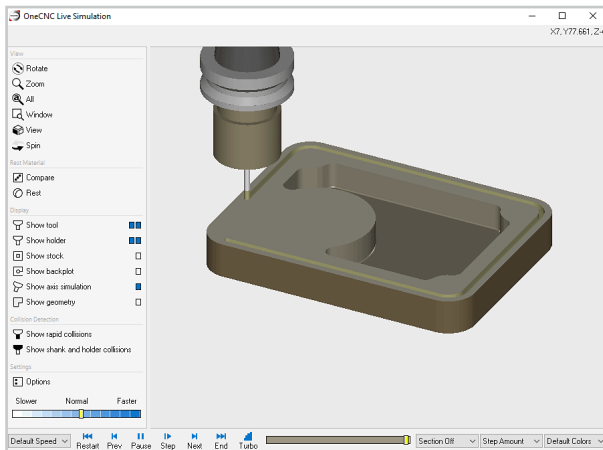 OneCNC Live Simulation
X7, Y77.661, Z-
View
Rotate
Zoom
All
Window
View
Spin
Rest Material
Compare
Rest
Display
Show tool
Show holder
Show stock
Show backplot
Show axis simulation
Show geometry
Collision Detection
Show rapid collisions
Show shank and holder collisions
Settings
Options
Slower Normal Faster
Default Speed Restart Prev Pause Step Next End Turbo Section Off Step Amount Default Colors